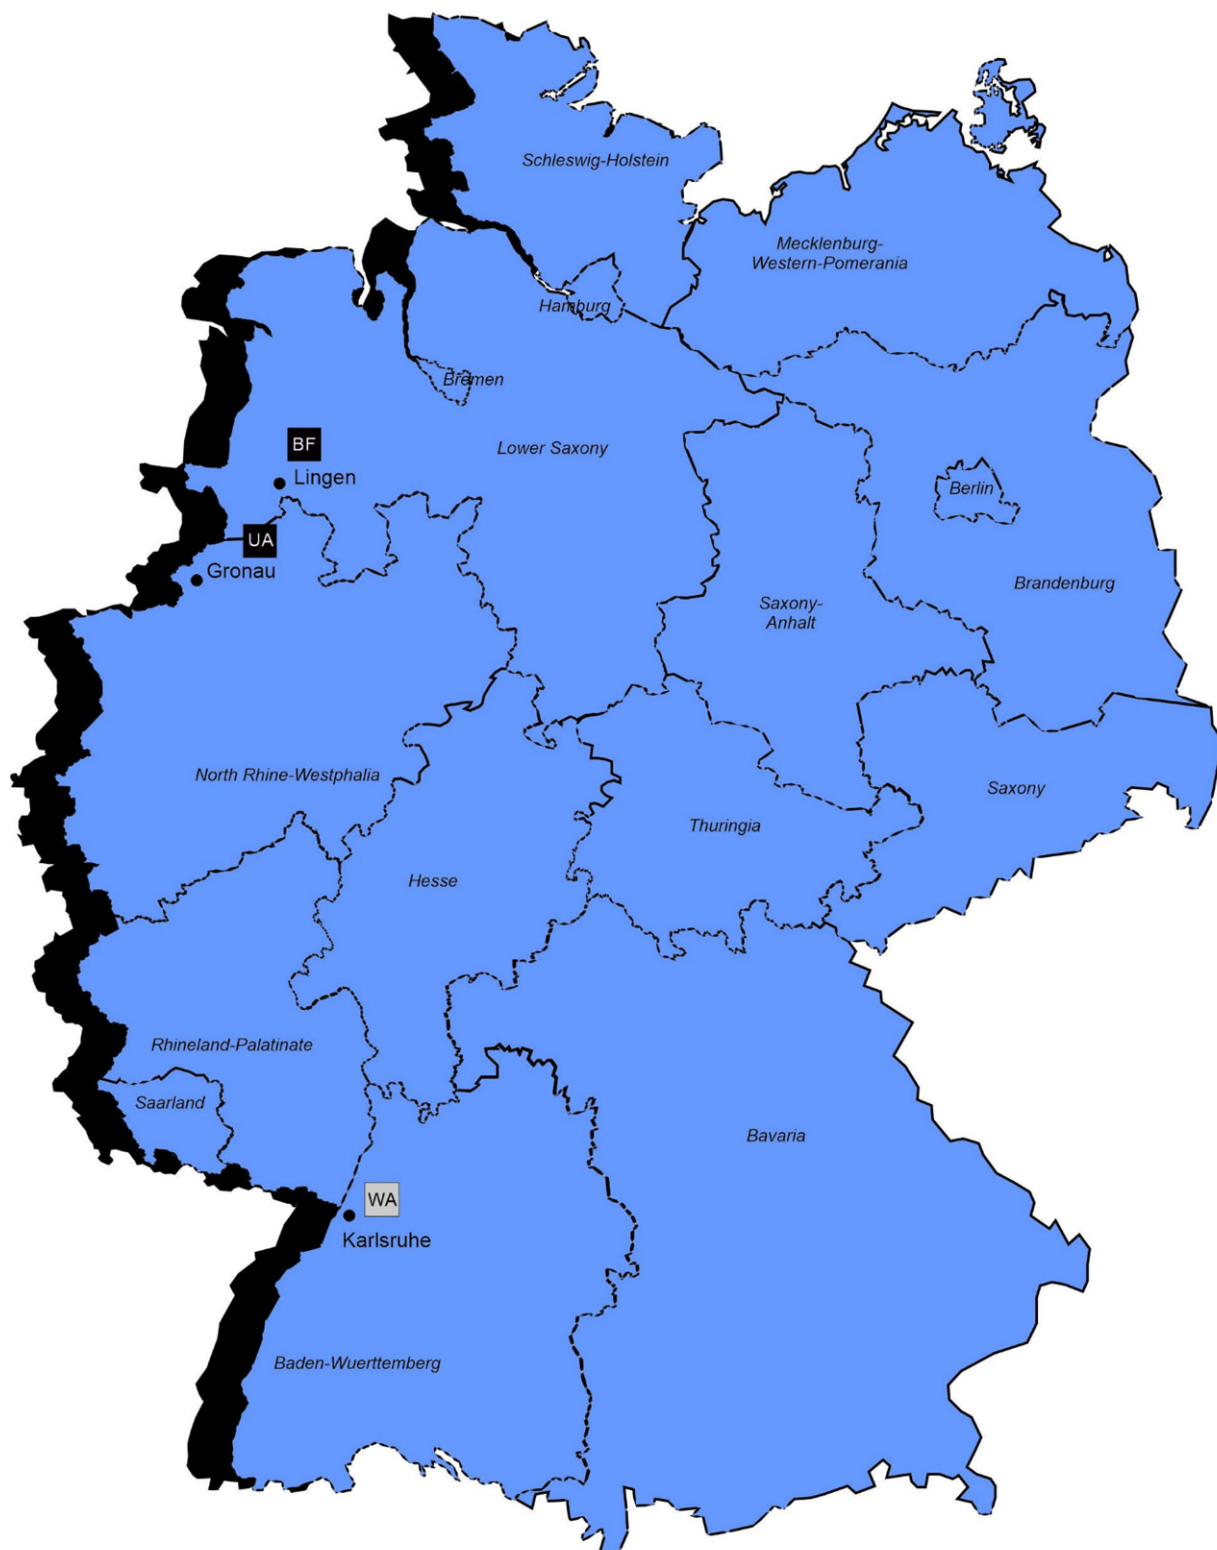 Schleswig-Holstein
Mecklenburg-
Western-Pomerania
Hamburg
Bremen
BF
Lower Saxony
Lingen
Berlin
UA
Gronau
Brandenburg
Saxony-
Anhalt
North Rhine-Westphalia
Saxony
Thuringia
Hesse
Rhineland-Palatinate
Saarland
Bavaria
WA
Karlsruhe
Baden-Wuerttemberg